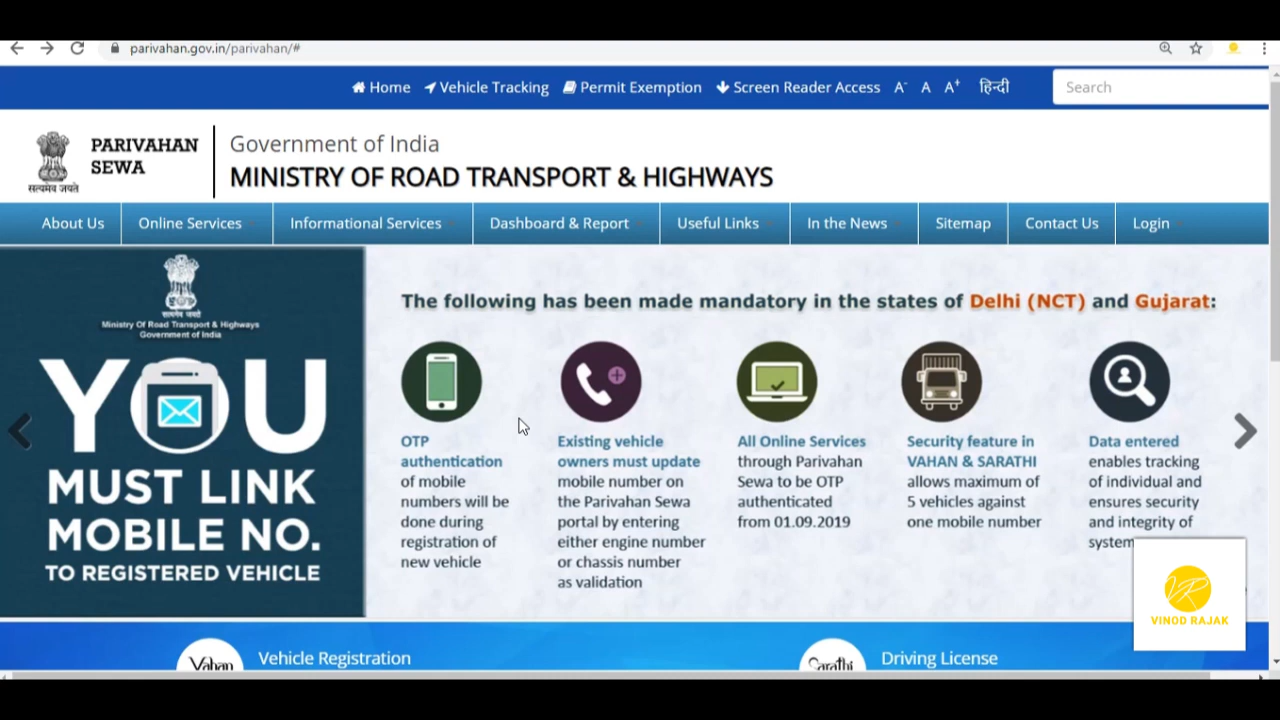 parivahan.gov.in/parivahan/#
Home Vehicle Tracking Permit Exemption Screen Reader Access A- A A+ हिन्दी Search
PARIVAHAN
SEWA
सत्यमेव जयते
Government of India
MINISTRY OF ROAD TRANSPORT & HIGHWAYS
About Us Online Services Informational Services Dashboard & Report Useful Links In the News Sitemap Contact Us Login
Ministry Of Road Transport & Highways
Government of India
YOU
MUST LINK
MOBILE NO.
TO REGISTERED VEHICLE
The following has been made mandatory in the states of Delhi (NCT) and Gujarat:
OTP
authentication
of mobile
numbers will be
done during
registration of
new vehicle
Existing vehicle
owners must update
mobile number on
the Parivahan Sewa
portal by entering
either engine number
or chassis number
as validation
All Online Services
through Parivahan
Sewa to be OTP
authenticated
from 01.09.2019
Security feature in
VAHAN & SARATHI
allows maximum of
5 vehicles against
one mobile number
Data entered
enables tracking
of individual and
ensures security
and integrity of
system
VR
VINOD RAJAK
Vahan
Vehicle Registration
Sarathi
Driving License